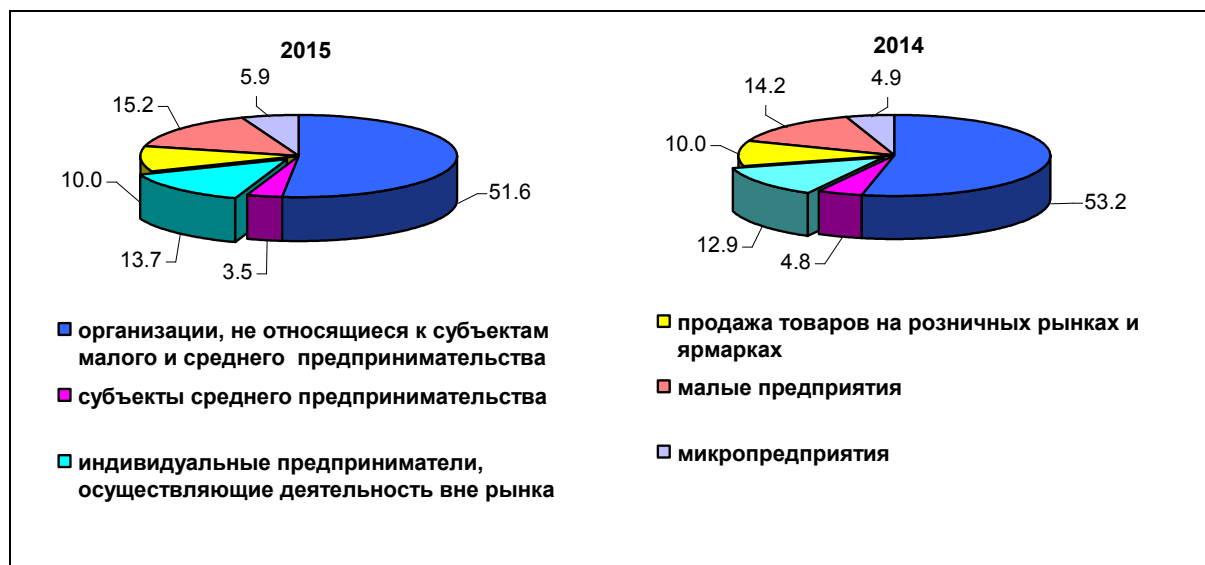 2015
5.9
15.2
10.0
13.7
3.5
51.6
2014
4.9
14.2
10.0
12.9
4.8
53.2
организации, не относящиеся к субъектам
малого и среднего предпринимательства
субъекты среднего предпринимательства
индивидуальные предприниматели,
осуществляющие деятельность вне рынка
продажа товаров на розничных рынках и
ярмарках
малые предприятия
микропредприятия